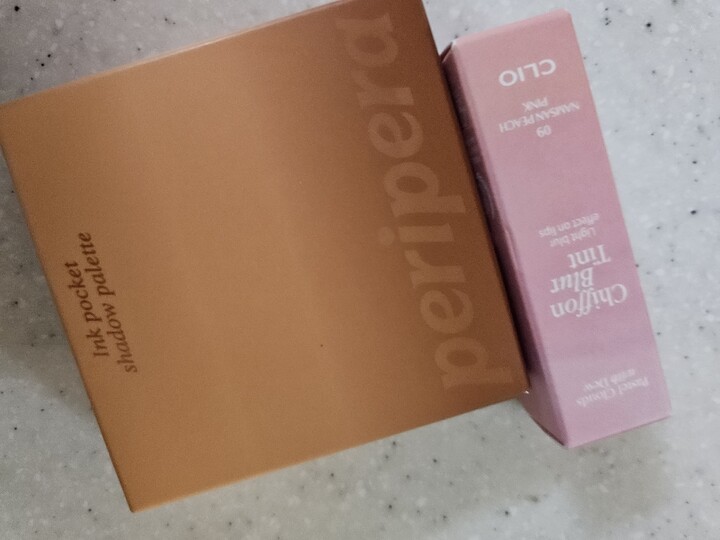 peripera
Ink pocket
shadow palette
CLIO
09
NAMSAN PEACH
PINK
Light blur
effect on lips
Chiffon
Blur
Tint
Pastel Clouds
with Dew